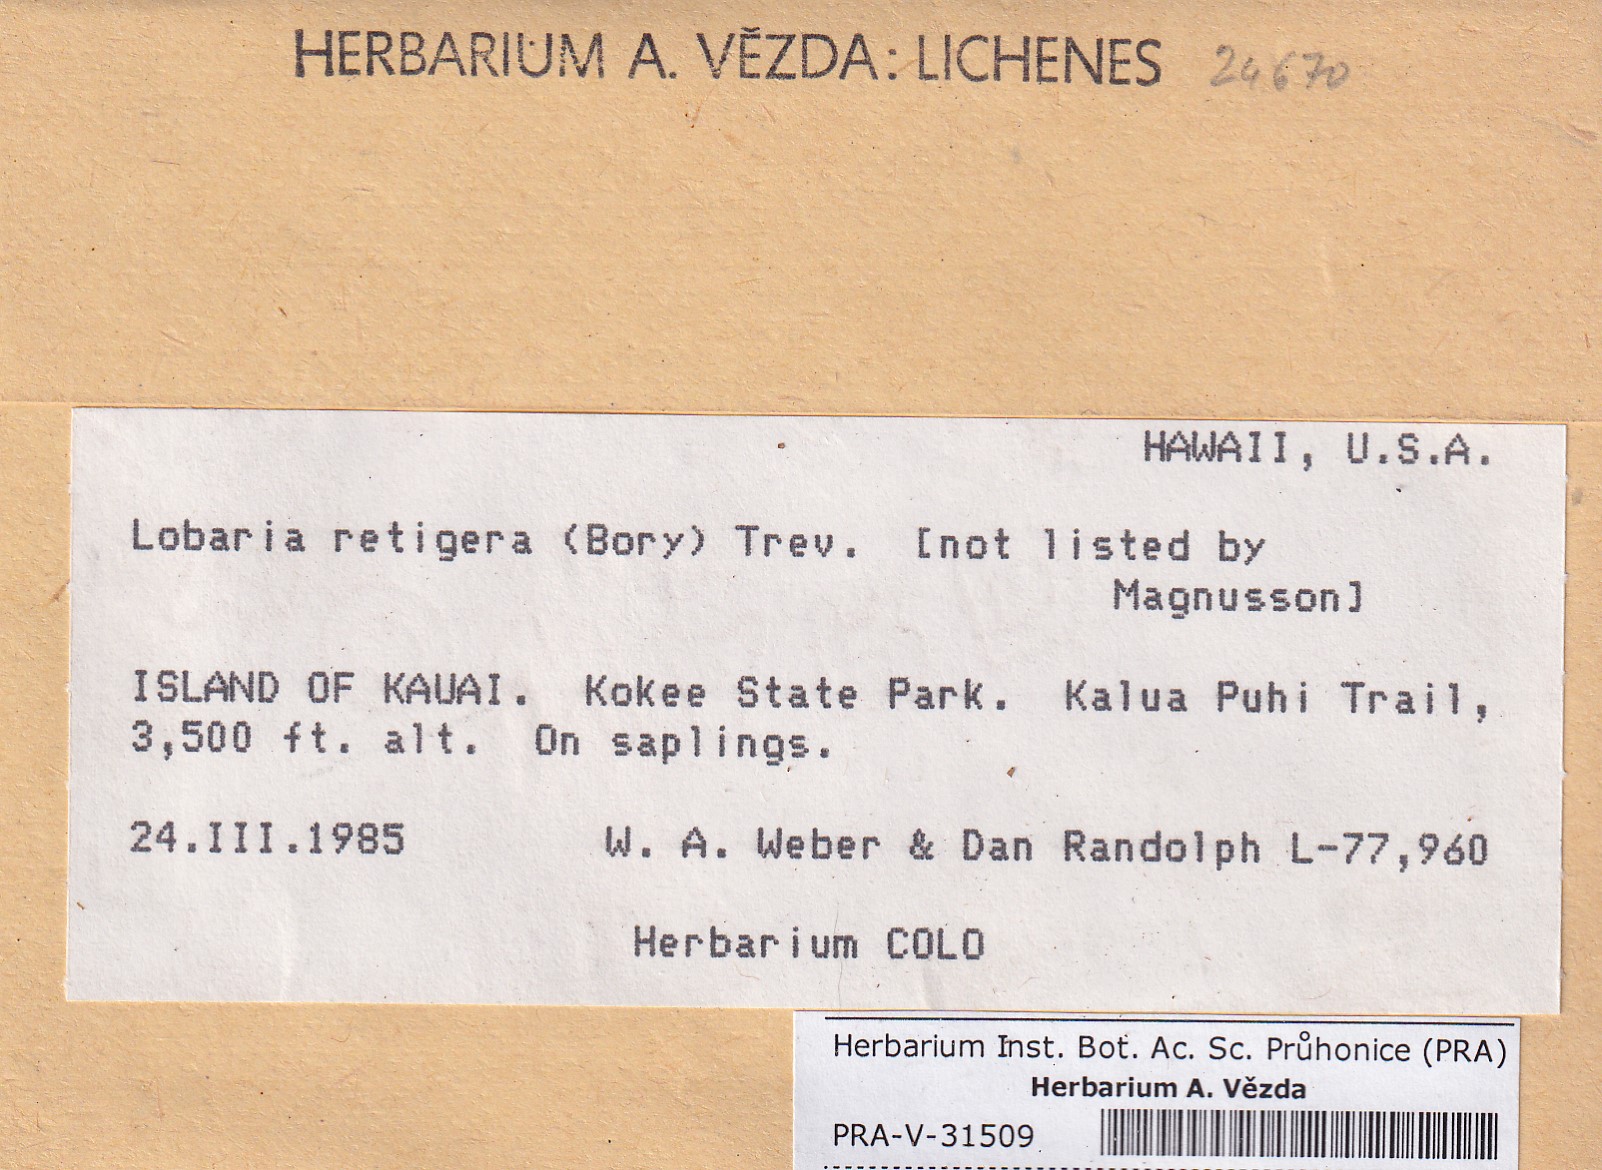 HERBARIUM A. VĚZDA: LICHENES 24670
HAWAII, U.S.A.
Lobaria retigera (Bory) Trev. [not listed by
Magnusson]
ISLAND OF KAUAI. Kokee State Park. Kalua Puhi Trail,
3,500 ft. alt. On saplings.
24.III.1985 W. A. Weber & Dan Randolph L-77,960
Herbarium COLO
Herbarium Inst. Bot. Ac. Sc. Průhonice (PRA)
Herbarium A. Vězda
PRA-V-31509